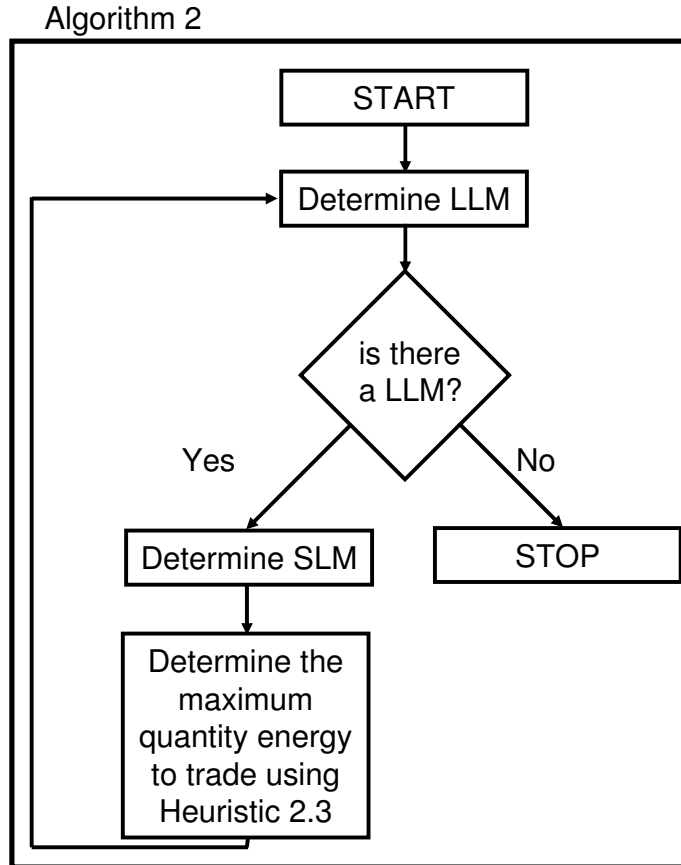 Algorithm 2
START
Determine LLM
is there
a LLM?
Yes
No
Determine SLM
STOP
Determine the
maximum
quantity energy
to trade using
Heuristic 2.3